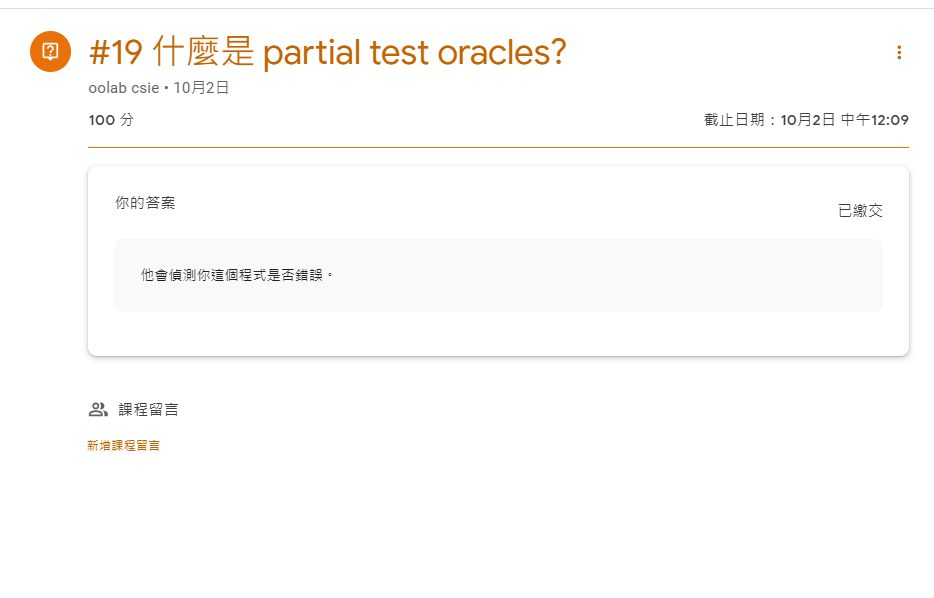 #19 什麼是 partial test oracles?
oolab csie • 10月2日
100 分
截止日期：10月2日 中午12:09
你的答案
已繳交
他會偵測你這個程式是否錯誤。
課程留言
新增課程留言